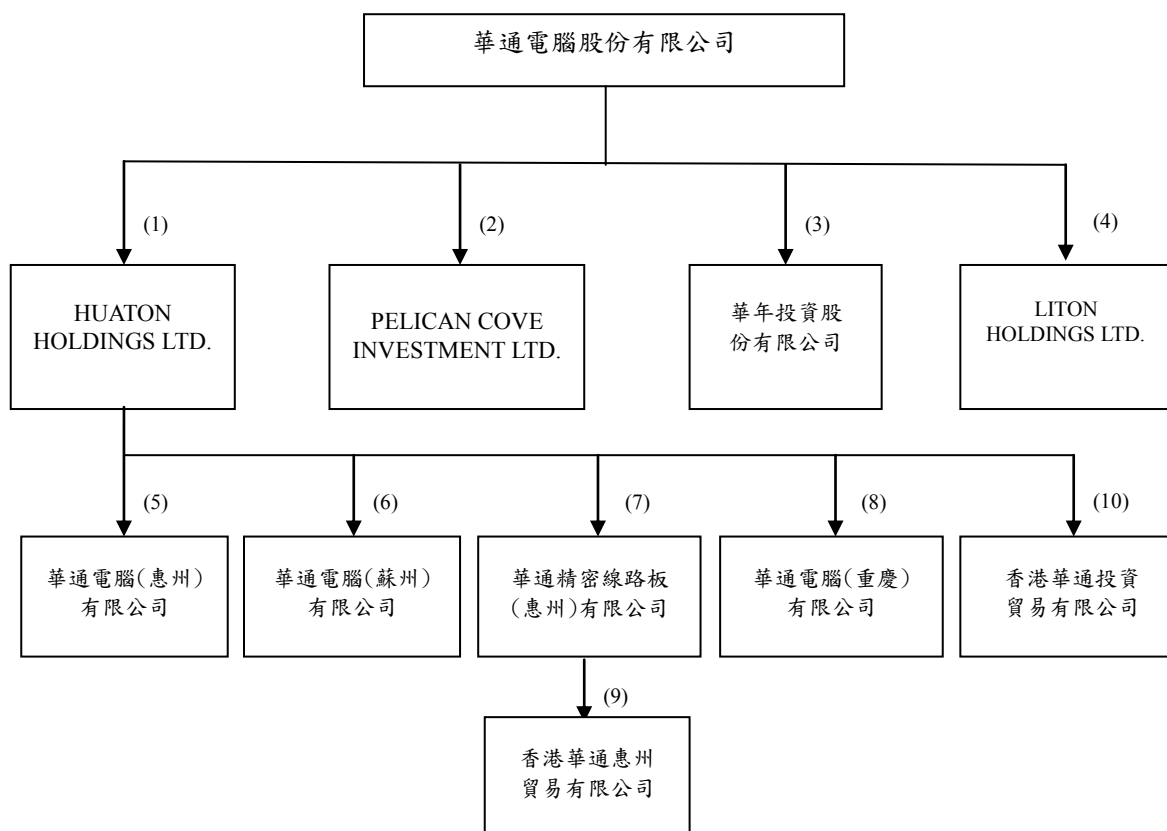 華通電腦股份有限公司
(1)
(2)
(3)
(4)
HUATON
HOLDINGS LTD.
PELICAN COVE
INVESTMENT LTD.
華年投資股
份有限公司
LITON
HOLDINGS LTD.
(5)
(6)
(7)
(8)
(10)
華通電腦(惠州)
有限公司
華通電腦(蘇州)
有限公司
華通精密線路板
(惠州)有限公司
華通電腦(重慶)
有限公司
香港華通投資
貿易有限公司
(9)
香港華通惠州
貿易有限公司